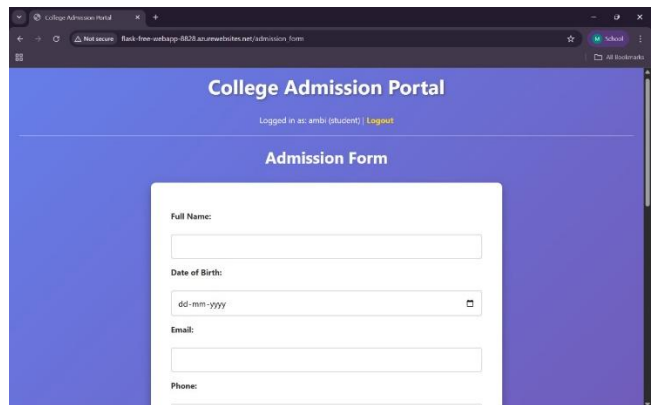 College Admission Portal
Not secure flask-free-webapp-8828.azurewebsites.net/admission_form
M School
All Bookmarks
College Admission Portal
Logged in as: ambi (student) | Logout
Admission Form
Full Name:
Date of Birth:
dd-mm-yyyy
Email:
Phone: